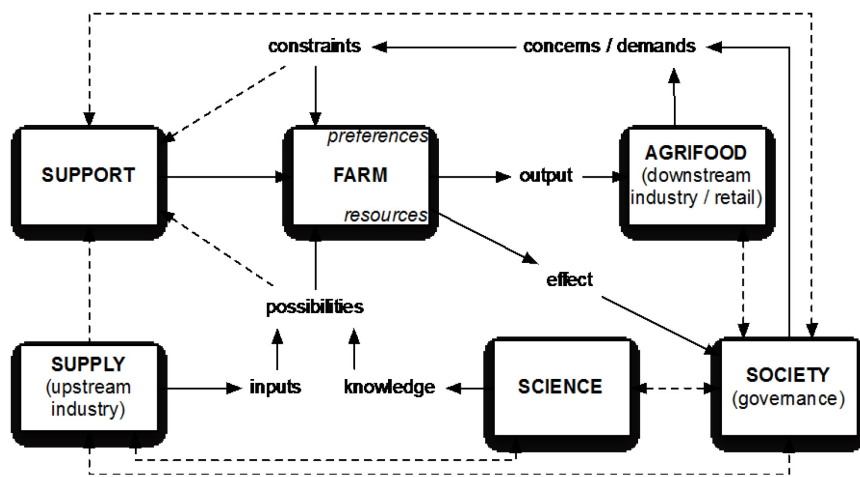 constraints
concerns / demands
SUPPORT
preferences
FARM
resources
output
AGRIFOOD
(downstream
industry / retail)
effect
possibilities
SUPPLY
(upstream
industry)
inputs
knowledge
SCIENCE
SOCIETY
(governance)